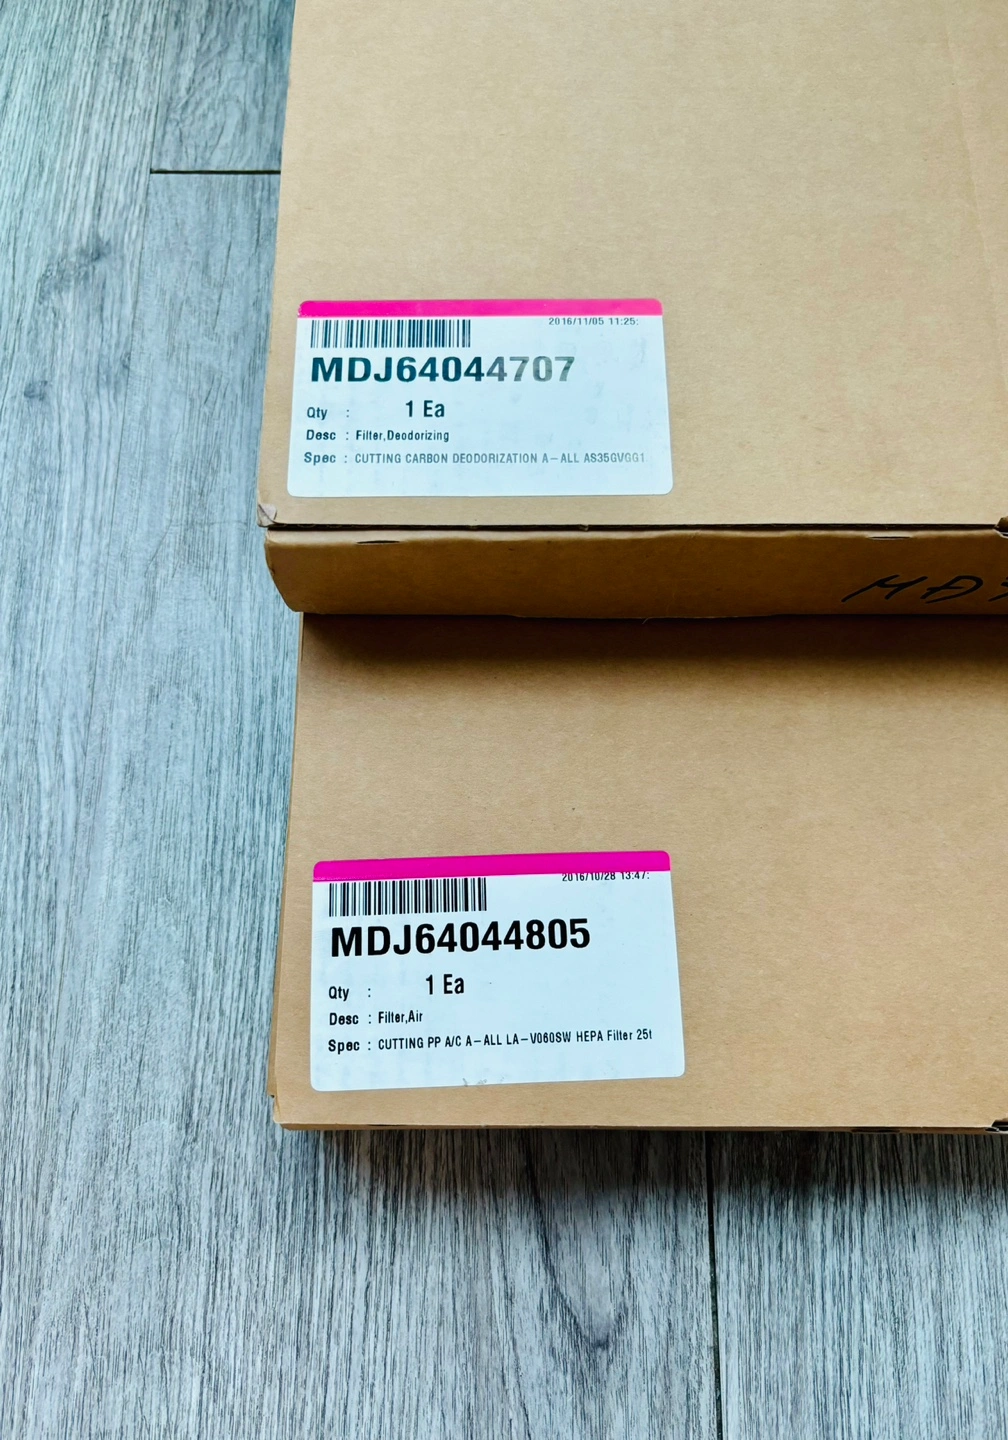 2016/11/05 11:25:
MDJ64044707
Qty : 1 Ea
Desc : Filter,Deodorizing
Spec : CUTTING CARBON DEODORIZATION A-ALL AS35GVGG1
2016/10/28 13:47:
MDJ64044805
Qty : 1 Ea
Desc : Filter,Air
Spec : CUTTING PP A/C A-ALL LA-V060SW HEPA Filter 25t